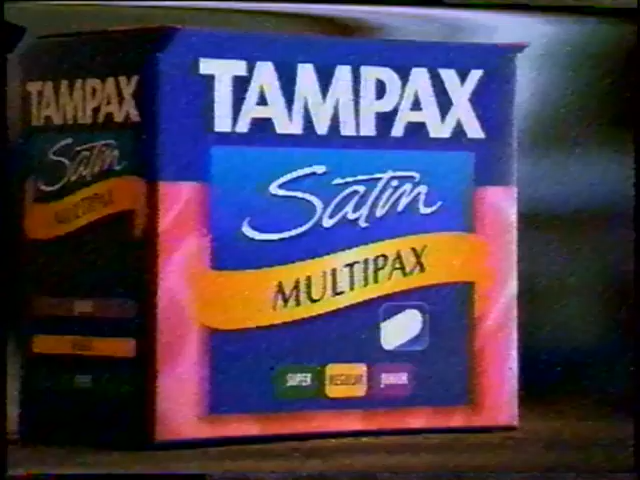 TAMPAX
Satin
MULTIPAX
TAMPAX
Satin
MULTIPAX
SUPER REGULAR JUNIOR